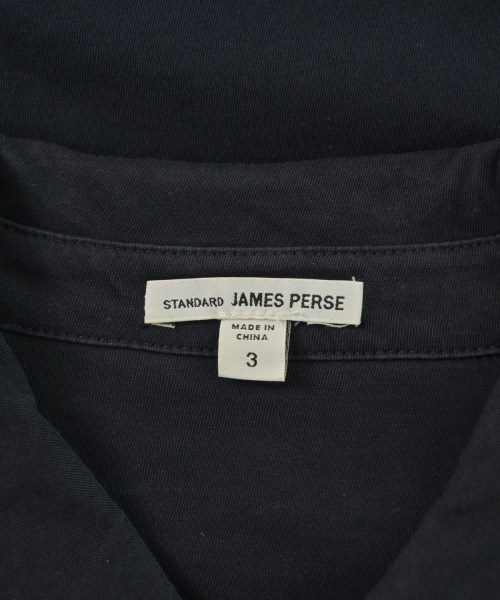 STANDARD JAMES PERSE
MADE IN
CHINA
3